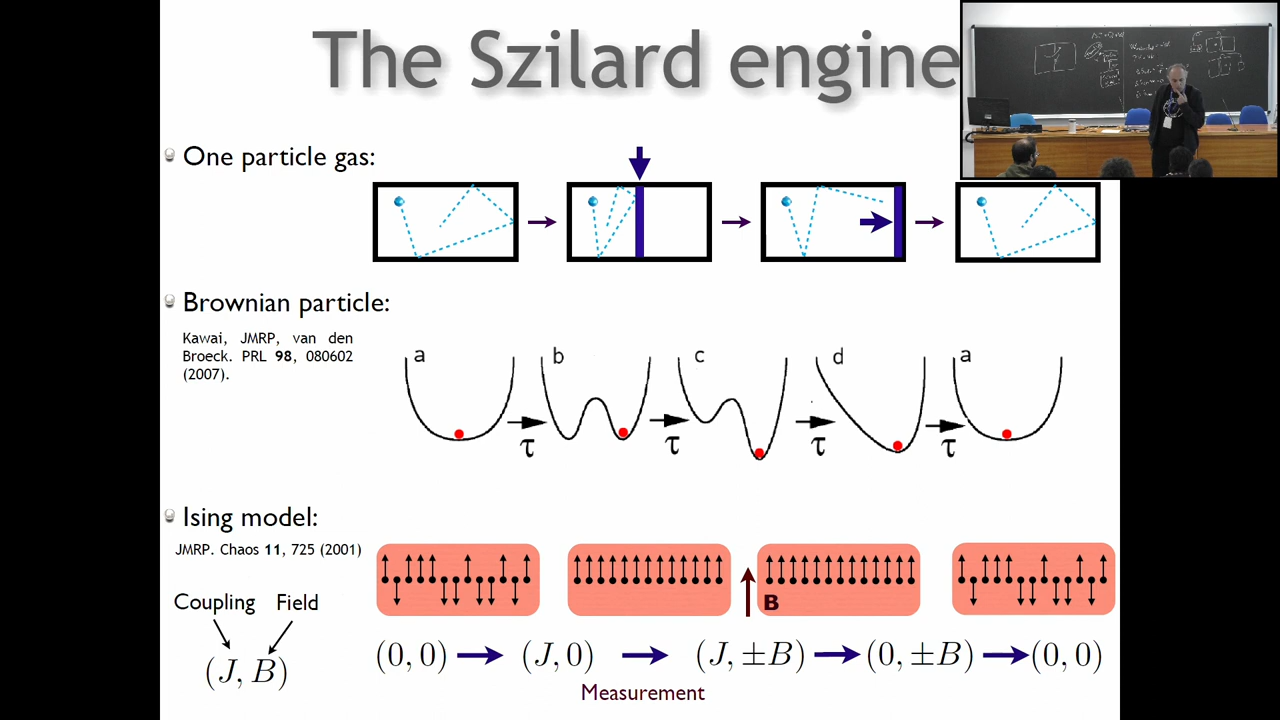 The Szilard engine
One particle gas:
Brownian particle:
Kawai, JMRP, van den
Broeck. PRL 98, 080602
(2007).
a b c d a
τ τ τ τ
Ising model:
JMRP. Chaos 11, 725 (2001)
B
Coupling Field
(J, B)
(0, 0) (J, 0) (J, ±B) (0, ±B) (0, 0)
Measurement